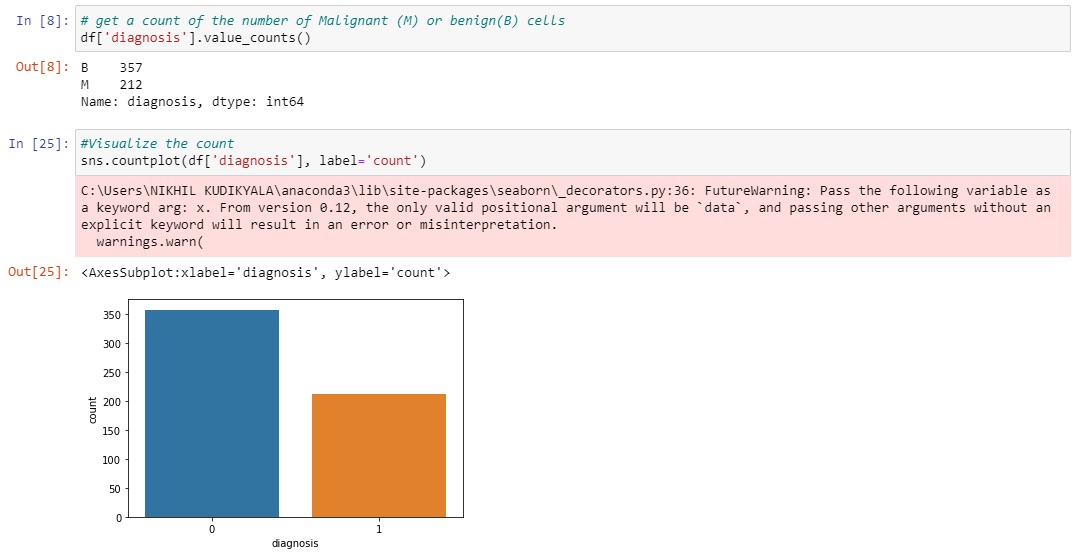 In [8]: # get a count of the number of Malignant (M) or benign(B) cells
df['diagnosis'].value_counts()
Out[8]: B    357
M    212
Name: diagnosis, dtype: int64
In [25]: #Visualize the count
sns.countplot(df['diagnosis'], label='count')
C:\Users\NIKHIL KUDIKYALA\anaconda3\lib\site-packages\seaborn\_decorators.py:36: FutureWarning: Pass the following variable as
a keyword arg: x. From version 0.12, the only valid positional argument will be `data`, and passing other arguments without an
explicit keyword will result in an error or misinterpretation.
  warnings.warn(
Out[25]: <AxesSubplot:xlabel='diagnosis', ylabel='count'>
350
300
250
200
150
100
50
0
count
0 1
diagnosis